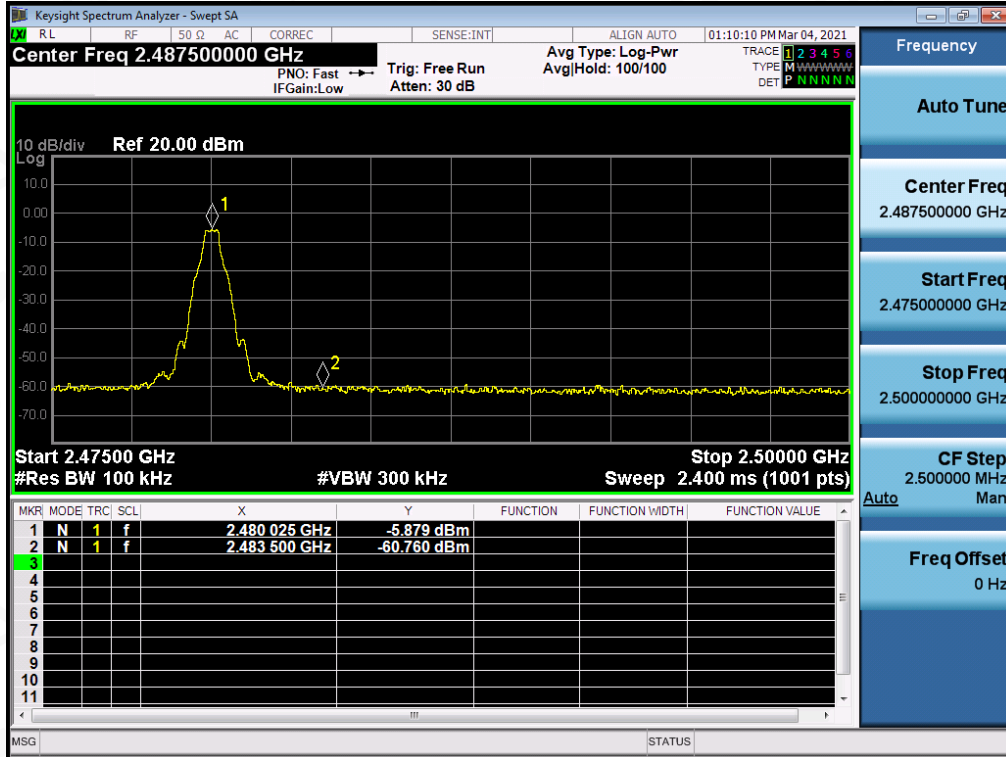 Keysight Spectrum Analyzer - Swept SA
LXI RL RF 50 Ω AC CORREC SENSE:INT ALIGN AUTO 01:10:10 PM Mar 04, 2021
Center Freq 2.487500000 GHz
PNO: Fast
IFGain:Low
Trig: Free Run
Atten: 30 dB
Avg Type: Log-Pwr
Avg|Hold: 100/100
TRACE 1 2 3 4 5 6
TYPE M WWWWW
DET P N N N N N
10 dB/div Ref 20.00 dBm
Log
10.0
0.00
-10.0
-20.0
-30.0
-40.0
-50.0
-60.0
-70.0
1
2
Start 2.47500 GHz Stop 2.50000 GHz
#Res BW 100 kHz #VBW 300 kHz Sweep 2.400 ms (1001 pts)
MKR MODE TRC SCL X Y FUNCTION FUNCTION WIDTH FUNCTION VALUE
1 N 1 f 2.480 025 GHz -5.879 dBm
2 N 1 f 2.483 500 GHz -60.760 dBm
3
4
5
6
7
8
9
10
11
MSG STATUS
Frequency
Auto Tune
Center Freq
2.487500000 GHz
Start Freq
2.475000000 GHz
Stop Freq
2.500000000 GHz
CF Step
2.500000 MHz
Auto Man
Freq Offset
0 Hz